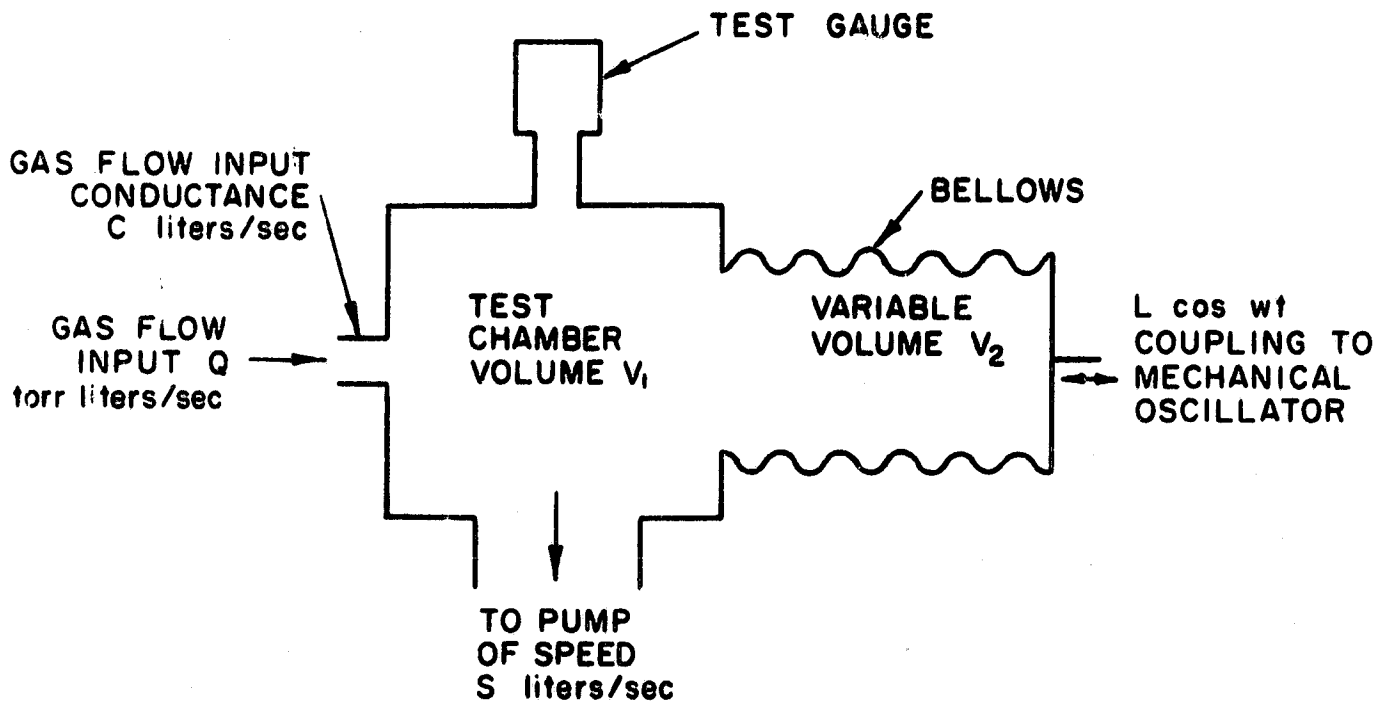 TEST GAUGE
GAS FLOW INPUT
CONDUCTANCE
C liters/sec
BELLOWS
GAS FLOW
INPUT Q
torr liters/sec
TEST
CHAMBER
VOLUME V₁
VARIABLE
VOLUME V₂
L cos wt
COUPLING TO
MECHANICAL
OSCILLATOR
TO PUMP
OF SPEED
S liters/sec